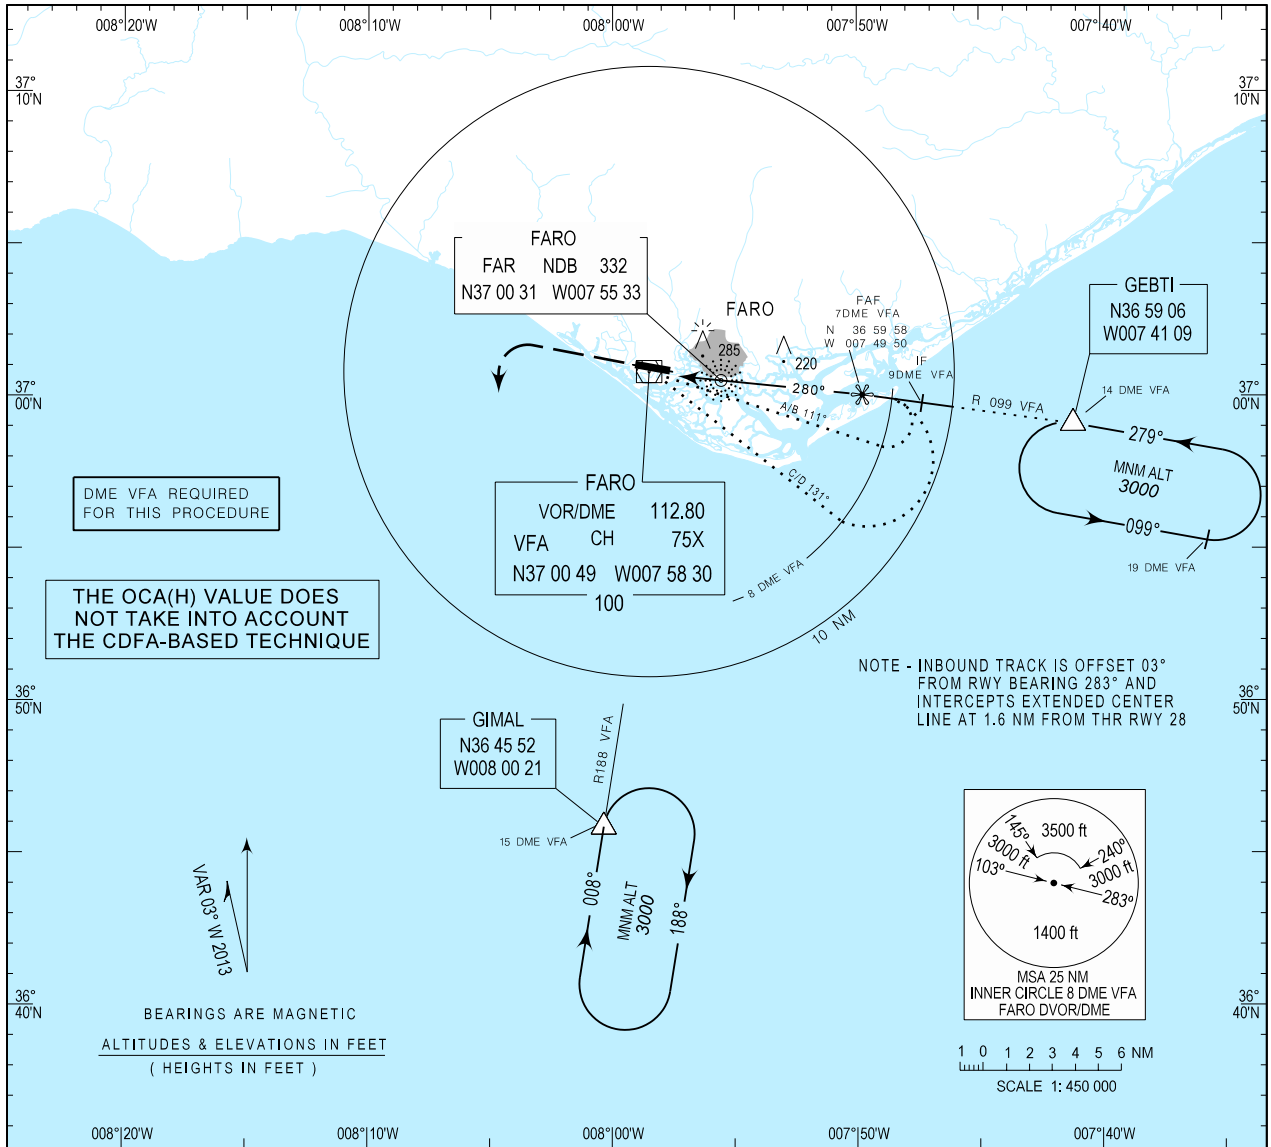 008°20'W
008°10'W
008°00'W
007°50'W
007°40'W
37°
10'N
37°
10'N
FARO
FAR NDB 332
N37 00 31 W007 55 33
FARO
285
220
FAF
7DME VFA
N 36 59 58
W 007 49 50
IF
9DME VFA
GEBTI
N36 59 06
W007 41 09
14 DME VFA
R 099 VFA
280°
A/B 111°
C/D 131°
279°
MNM ALT
3000
099°
19 DME VFA
37°
00'N
37°
00'N
DME VFA REQUIRED
FOR THIS PROCEDURE
FARO
VOR/DME 112.80
VFA CH 75X
N37 00 49 W007 58 30
100
8 DME VFA
10 NM
THE OCA(H) VALUE DOES
NOT TAKE INTO ACCOUNT
THE CDFA-BASED TECHNIQUE
NOTE - INBOUND TRACK IS OFFSET 03°
FROM RWY BEARING 283° AND
INTERCEPTS EXTENDED CENTER
LINE AT 1.6 NM FROM THR RWY 28
36°
50'N
36°
50'N
GIMAL
N36 45 52
W008 00 21
R188 VFA
15 DME VFA
008°
MNM ALT
3000
188°
VAR 03° W 2013
145°
3500 ft
240°
3000 ft
3000 ft
103°
283°
1400 ft
MSA 25 NM
INNER CIRCLE 8 DME VFA
FARO DVOR/DME
36°
40'N
36°
40'N
BEARINGS ARE MAGNETIC
ALTITUDES & ELEVATIONS IN FEET
( HEIGHTS IN FEET )
1 0 1 2 3 4 5 6 NM
SCALE 1: 450 000
008°20'W
008°10'W
008°00'W
007°50'W
007°40'W